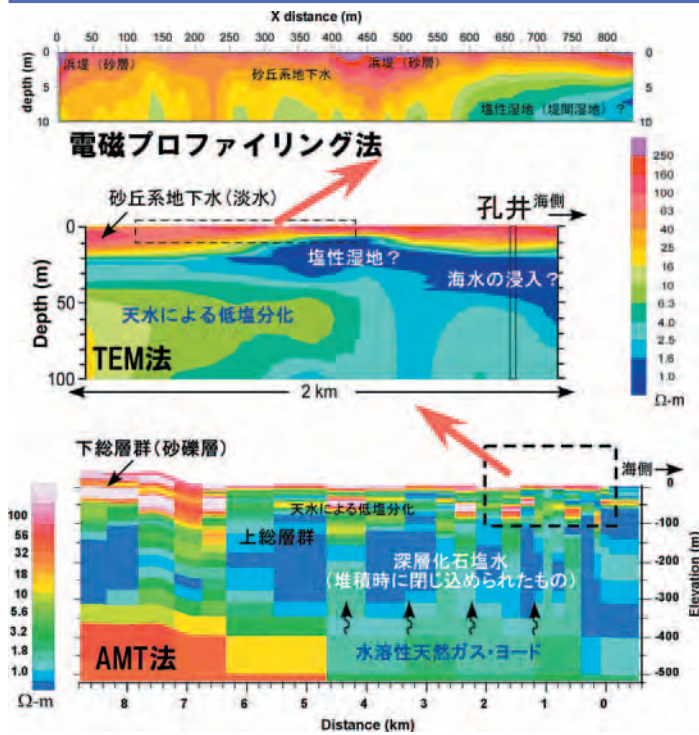 X distance (m)
0 50 100 150 200 250 300 350 400 450 500 550 600 650 700 750 800
depth (m)
0
5
10
浜堤（砂層）
砂丘系地下水
浜堤（砂層）
塩性湿地（堤間湿地）？
0
5
10
電磁プロファイリング法
砂丘系地下水(淡水)
孔井
海側
Depth (m)
0
50
100
塩性湿地？
海水の浸入？
天水による低塩分化
TEM法
2 km
250
160
100
63
40
25
16
10
6.3
4.0
2.5
1.6
1.0
Ω-m
下総層群(砂礫層)
海側
100
56
32
18
10
5.6
3.2
1.8
1.0
Ω-m
天水による低塩分化
上総層群
深層化石塩水
（堆積時に閉じ込められたもの）
水溶性天然ガス・ヨード
AMT法
0
-100
-200
-300
-400
-500
Elevation (m)
8 7 6 5 4 3 2 1 0
Distance (km)